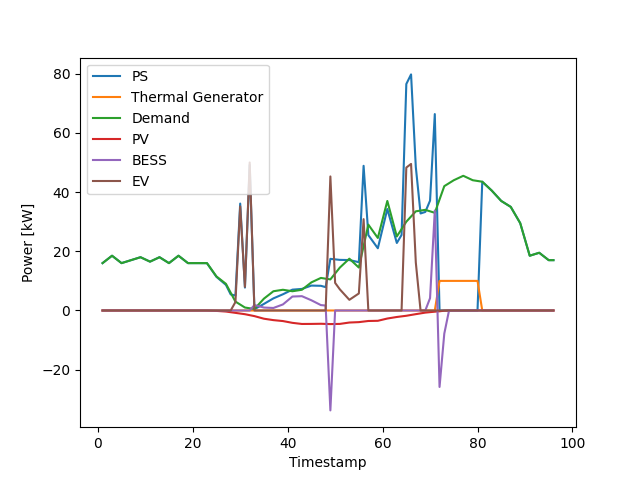 80
60
40
20
0
−20
Power [kW]
PS
Thermal Generator
Demand
PV
BESS
EV
0 20 40 60 80 100
Timestamp